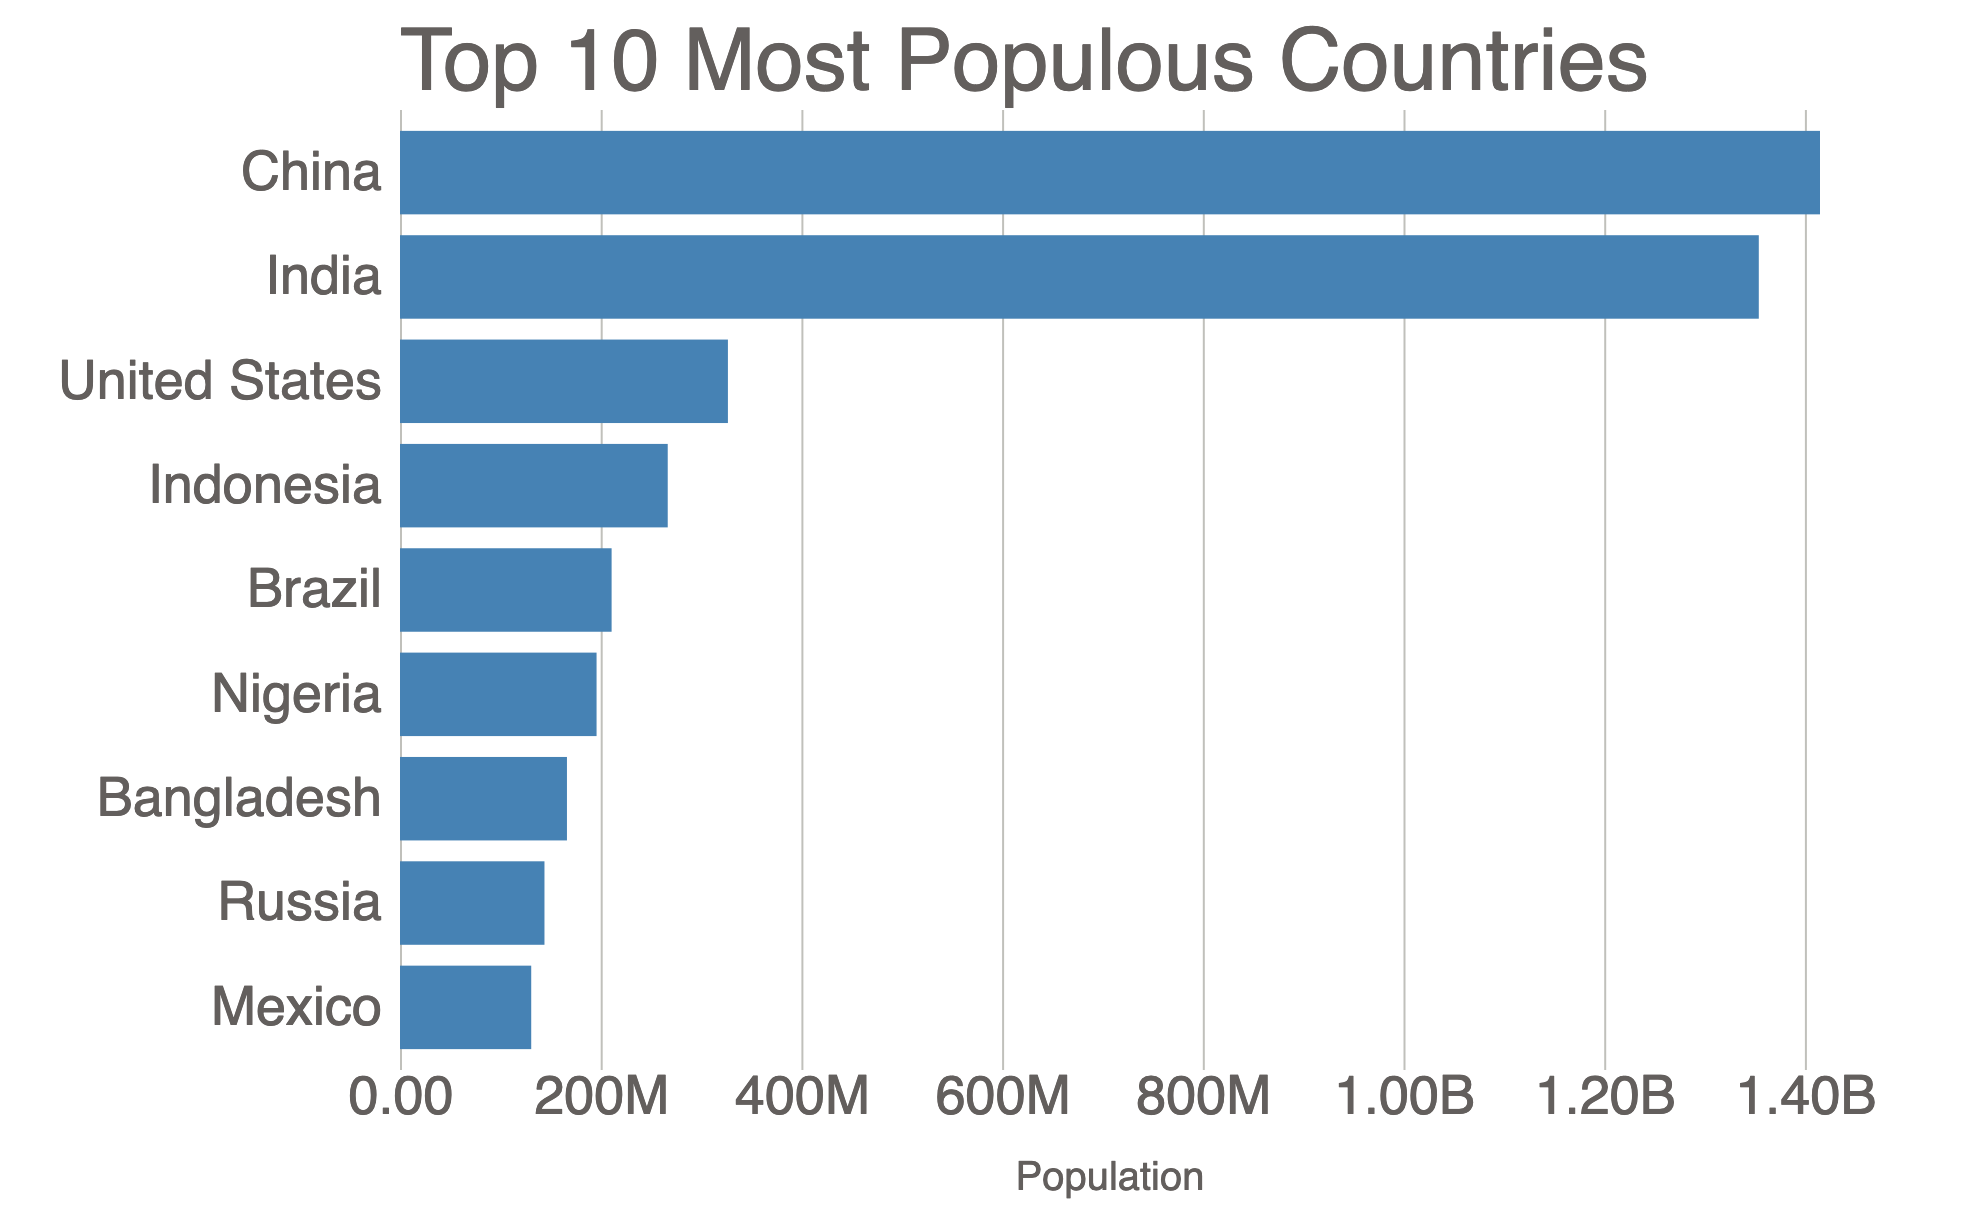 Top 10 Most Populous Countries
China
India
United States
Indonesia
Brazil
Nigeria
Bangladesh
Russia
Mexico
0.00 200M 400M 600M 800M 1.00B 1.20B 1.40B
Population